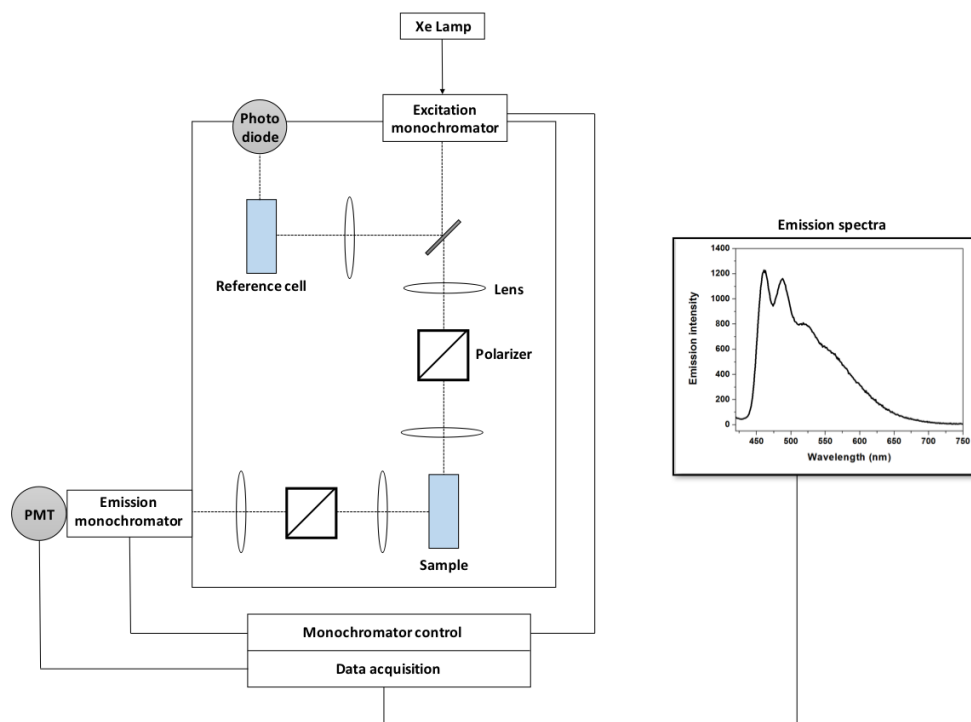 Xe Lamp
Excitation
monochromator
Photo
diode
Reference cell
Lens
Polarizer
PMT
Emission
monochromator
Sample
Monochromator control
Data acquisition
Emission spectra
Emission intensity
1400
1200
1000
800
600
400
200
0
450 500 550 600 650 700 750
Wavelength (nm)